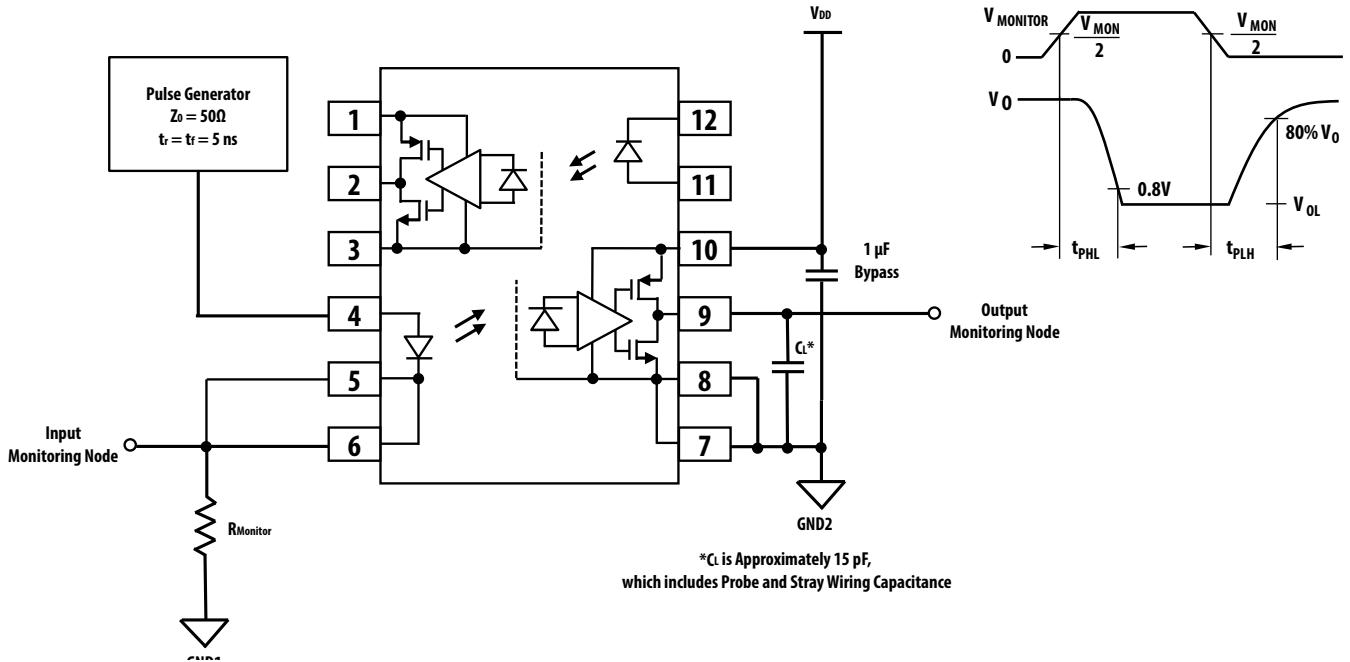 Pulse Generator
Z0 = 50Ω
tr = tf = 5 ns
1
2
3
4
5
6
12
11
10
9
8
7
VDD
1 µF
Bypass
CL*
Output
Monitoring Node
GND2
*CL is Approximately 15 pF,
which includes Probe and Stray Wiring Capacitance
Input
Monitoring Node
RMonitor
GND1
V MONITOR
0
V MON
2
V MON
2
VO
80% VO
0.8V
V OL
tPHL
tPLH